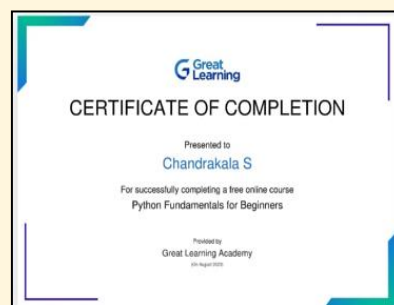 Great
Learning
CERTIFICATE OF COMPLETION
Presented to
Chandrakala S
For successfully completing a free online course
Python Fundamentals for Beginners
Provided by
Great Learning Academy